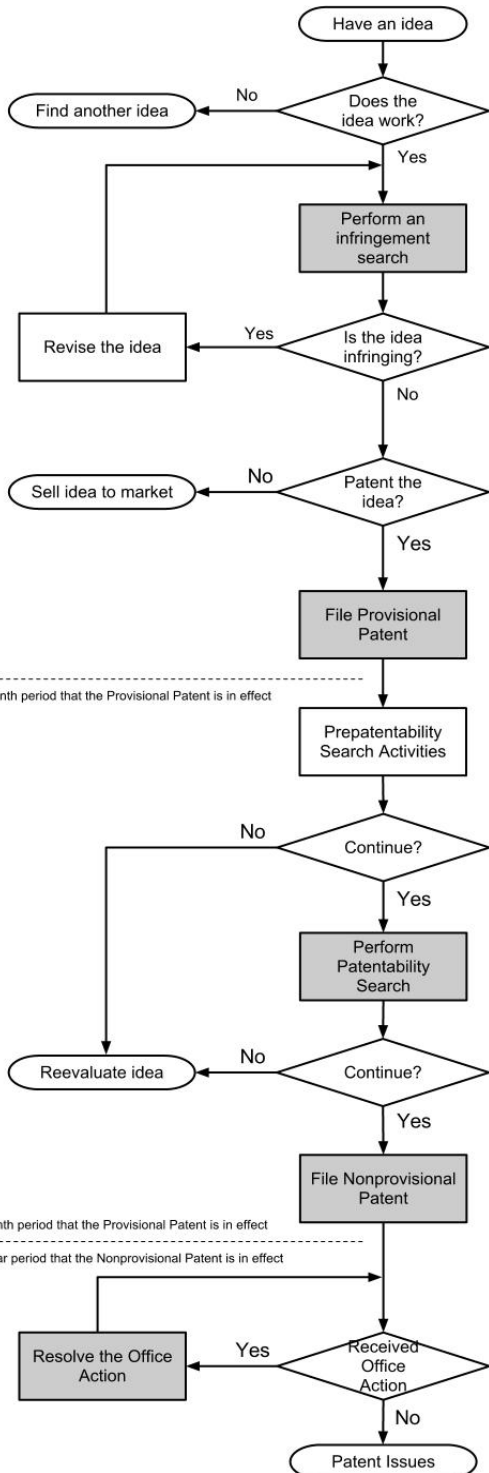 Have an idea
No
Does the
idea work?
Find another idea
Yes
Perform an
infringement
search
Revise the idea
Yes
Is the idea
infringing?
No
Sell idea to market
No
Patent the
idea?
Yes
File Provisional
Patent
period that the Provisional Patent is in effect
Prepatentability
Search Activities
No
Continue?
Yes
Perform
Patentability
Search
Reevaluate idea
No
Continue?
Yes
File Nonprovisional
Patent
period that the Provisional Patent is in effect
period that the Nonprovisional Patent is in effect
Resolve the Office
Action
Yes
Received
Office
Action
No
Patent Issues